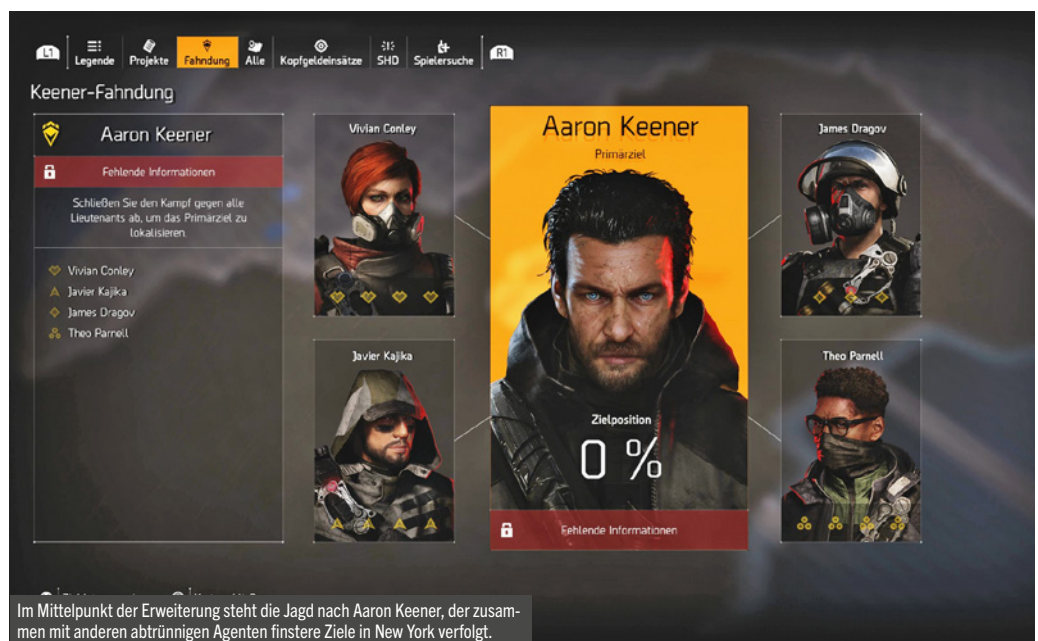 L1 Legende Projekte Fahndung Alle Kopfgeldeinsätze SHD Spielersuche R1
Keener-Fahndung
Aaron Keener
Fehlende Informationen
Schließen Sie den Kampf gegen alle
Lieutenants ab, um das Primärziel zu
lokalisieren.
Vivian Conley
Javier Kajika
James Dragov
Theo Parnell
Vivian Conley
Javier Kajika
Aaron Keener
Primärziel
Zielposition
0 %
Fehlende Informationen
James Dragov
Theo Parnell
Im Mittelpunkt der Erweiterung steht die Jagd nach Aaron Keener, der zusam-
men mit anderen abtrünnigen Agenten finstere Ziele in New York verfolgt.